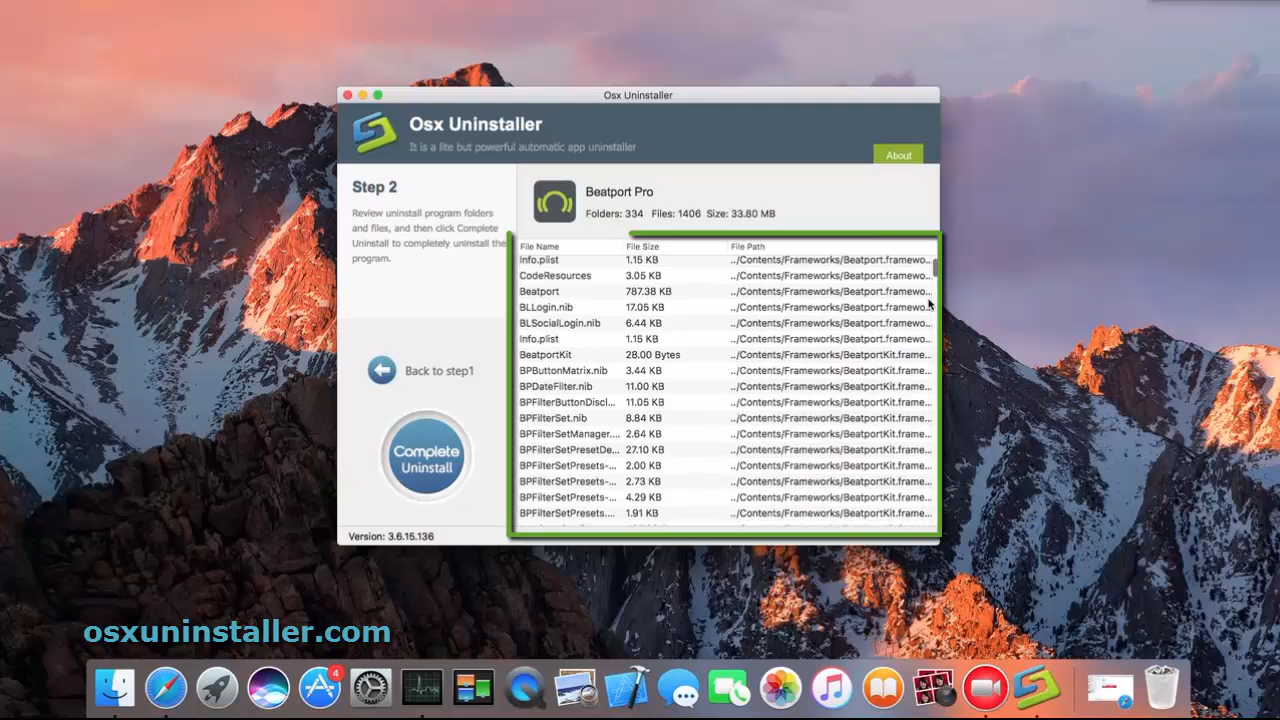 Osx Uninstaller
Osx Uninstaller
It is a lite but powerful automatic app uninstaller
About
Step 2
Review uninstall program folders
and files, and then click Complete
Uninstall to completely uninstall the
program.
Back to step1
Complete
Uninstall
Version: 3.6.15.136
Beatport Pro
Folders: 334 Files: 1406 Size: 33.80 MB
File Name File Size File Path
Info.plist 1.15 KB ../Contents/Frameworks/Beatport.framewo...
CodeResources 3.05 KB ../Contents/Frameworks/Beatport.framewo...
Beatport 787.38 KB ../Contents/Frameworks/Beatport.framewo...
BLLogin.nib 17.05 KB ../Contents/Frameworks/Beatport.framewo...
BLSocialLogin.nib 6.44 KB ../Contents/Frameworks/Beatport.framewo...
Info.plist 1.15 KB ../Contents/Frameworks/Beatport.framewo...
BeatportKit 28.00 Bytes ../Contents/Frameworks/BeatportKit.frame...
BPButtonMatrix.nib 3.44 KB ../Contents/Frameworks/BeatportKit.frame...
BPDateFilter.nib 11.00 KB ../Contents/Frameworks/BeatportKit.frame...
BPFilterButtonDiscl... 11.05 KB ../Contents/Frameworks/BeatportKit.frame...
BPFilterSet.nib 8.84 KB ../Contents/Frameworks/BeatportKit.frame...
BPFilterSetManager.... 2.64 KB ../Contents/Frameworks/BeatportKit.frame...
BPFilterSetPresetDe... 27.10 KB ../Contents/Frameworks/BeatportKit.frame...
BPFilterSetPresets-... 2.00 KB ../Contents/Frameworks/BeatportKit.frame...
BPFilterSetPresets-... 2.73 KB ../Contents/Frameworks/BeatportKit.frame...
BPFilterSetPresets-... 4.29 KB ../Contents/Frameworks/BeatportKit.frame...
BPFilterSetPresets.... 1.91 KB ../Contents/Frameworks/BeatportKit.frame...
osxuninstaller.com
4